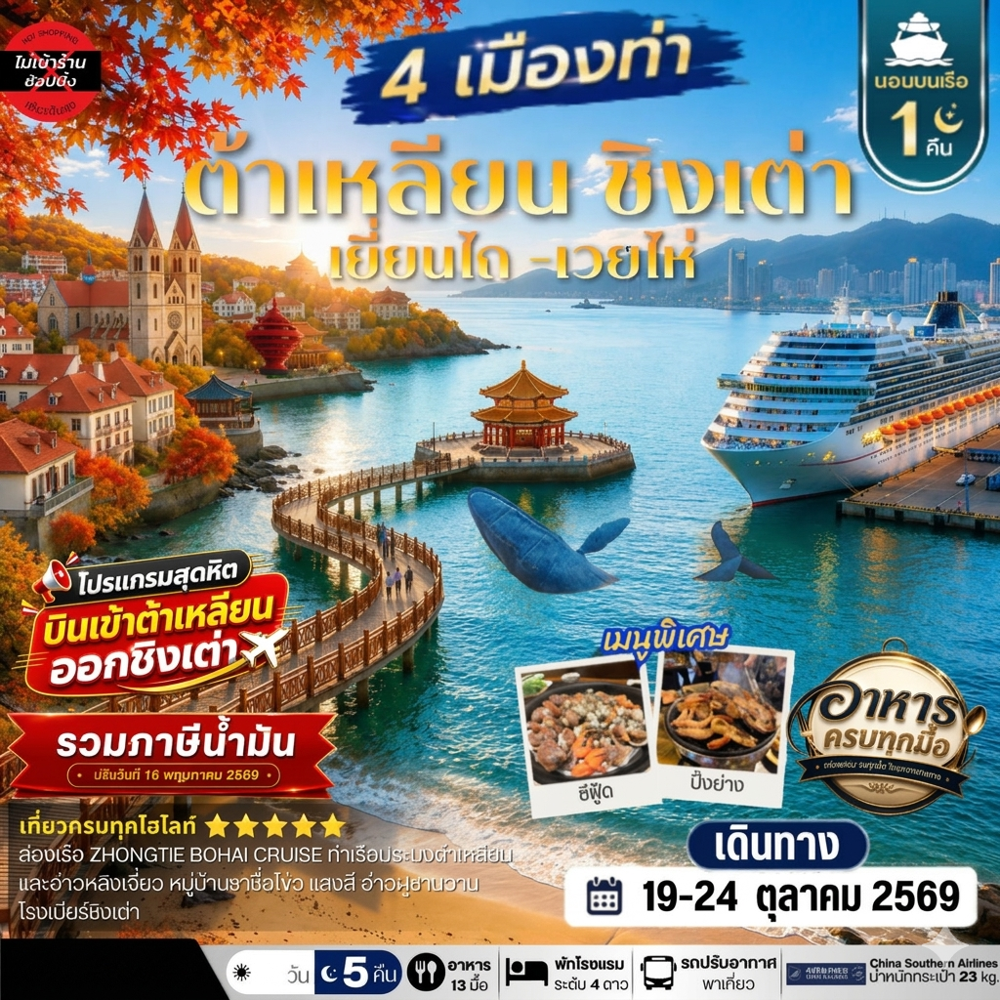 NOT SHOPPING
ไม่เข้าร้าน
ช้อปปิ้ง
4 เมืองท่า
นอนบนเรือ
1 คืน
ต้าเหลียน ชิงเต่า
เยี่ยนไถ -เวย์ไห่
โปรแกรมสุดฮิต
บินเข้าต้าเหลียน
ออกชิงเต่า
รวมภาษีน้ำมัน
16 พฤษภาคม 2569
เมนูพิเศษ
ซีฟู้ด
ปิ้งย่าง
อาหาร
ครบทุกมื้อ
เที่ยวครบทุกไฮไลท์
ล่องเรือ ZHONGTIE BOHAI CRUISE ท่าเรือประมงต้าเหลียน
และอ่าวหลิงเจี่ยว หมู่บ้านซาจื่อโข่ว แสงสี อ่าวฝูซานวาน
โรงเบียร์ชิงเต่า
เดินทาง
19-24 ตุลาคม 2569
วัน
5 คืน
อาหาร
13 มื้อ
พักโรงแรม
ระดับ 4 ดาว
รถปรับอากาศ
พาเที่ยว
China Southern Airlines
น้ำหนักกระเป๋า 23 kg.